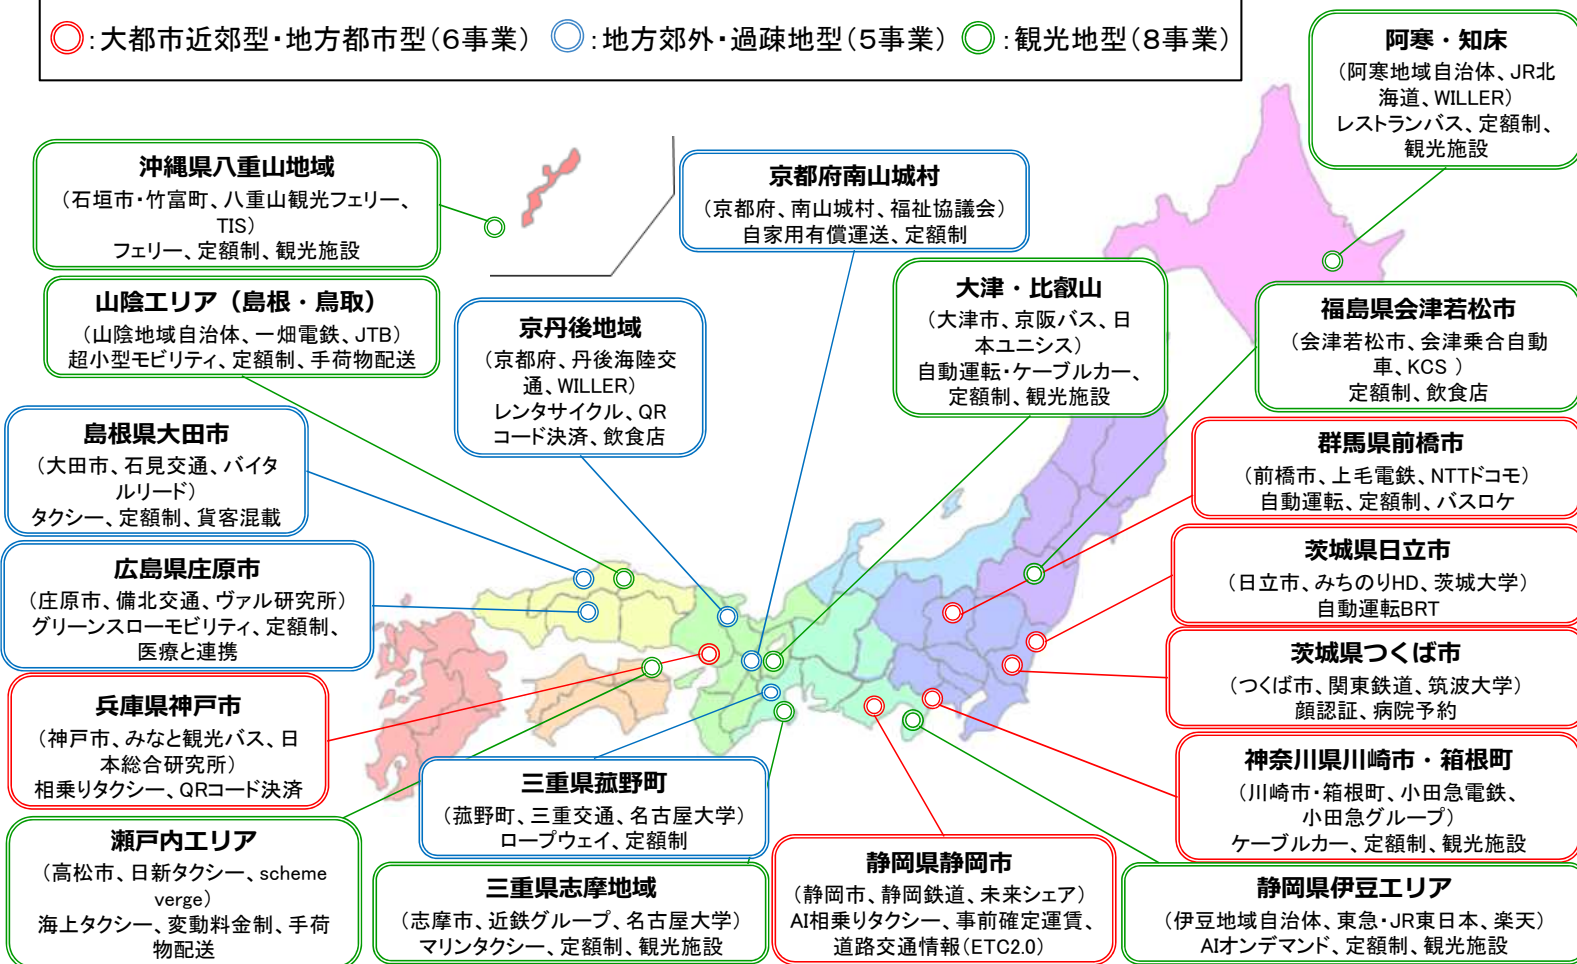 ：大都市近郊型・地方都市型（6事業）　：地方郊外・過疎地型（5事業）　：観光地型（8事業）
阿寒・知床
（阿寒地域自治体、JR北
海道、WILLER）
レストランバス、定額制、
観光施設
沖縄県八重山地域
（石垣市・竹富町、八重山観光フェリー、
TIS）
フェリー、定額制、観光施設
京都府南山城村
（京都府、南山城村、福祉協議会）
自家用有償運送、定額制
山陰エリア（島根・鳥取）
（山陰地域自治体、一畑電鉄、JTB）
超小型モビリティ、定額制、手荷物配送
京丹後地域
（京都府、丹後海陸交
通、WILLER）
レンタサイクル、QR
コード決済、飲食店
大津・比叡山
（大津市、京阪バス、日
本ユニシス）
自動運転・ケーブルカー、
定額制、観光施設
福島県会津若松市
（会津若松市、会津乗合自動
車、KCS ）
定額制、飲食店
島根県大田市
（大田市、石見交通、バイタ
ルリード）
タクシー、定額制、貨客混載
群馬県前橋市
（前橋市、上毛電鉄、NTTドコモ）
自動運転、定額制、バスロケ
広島県庄原市
（庄原市、備北交通、ヴァル研究所）
グリーンスローモビリティ、定額制、
医療と連携
茨城県日立市
（日立市、みちのりHD、茨城大学）
自動運転BRT
茨城県つくば市
（つくば市、関東鉄道、筑波大学）
顔認証、病院予約
兵庫県神戸市
（神戸市、みなと観光バス、日
本総合研究所）
相乗りタクシー、QRコード決済
三重県菰野町
（菰野町、三重交通、名古屋大学）
ロープウェイ、定額制
神奈川県川崎市・箱根町
（川崎市・箱根町、小田急電鉄、
小田急グループ）
ケーブルカー、定額制、観光施設
瀬戸内エリア
（高松市、日新タクシー、scheme
verge）
海上タクシー、変動料金制、手荷
物配送
三重県志摩地域
（志摩市、近鉄グループ、名古屋大学）
マリンタクシー、定額制、観光施設
静岡県静岡市
（静岡市、静岡鉄道、未来シェア）
AI相乗りタクシー、事前確定運賃、
道路交通情報（ETC2.0）
静岡県伊豆エリア
（伊豆地域自治体、東急・JR東日本、楽天）
AIオンデマンド、定額制、観光施設